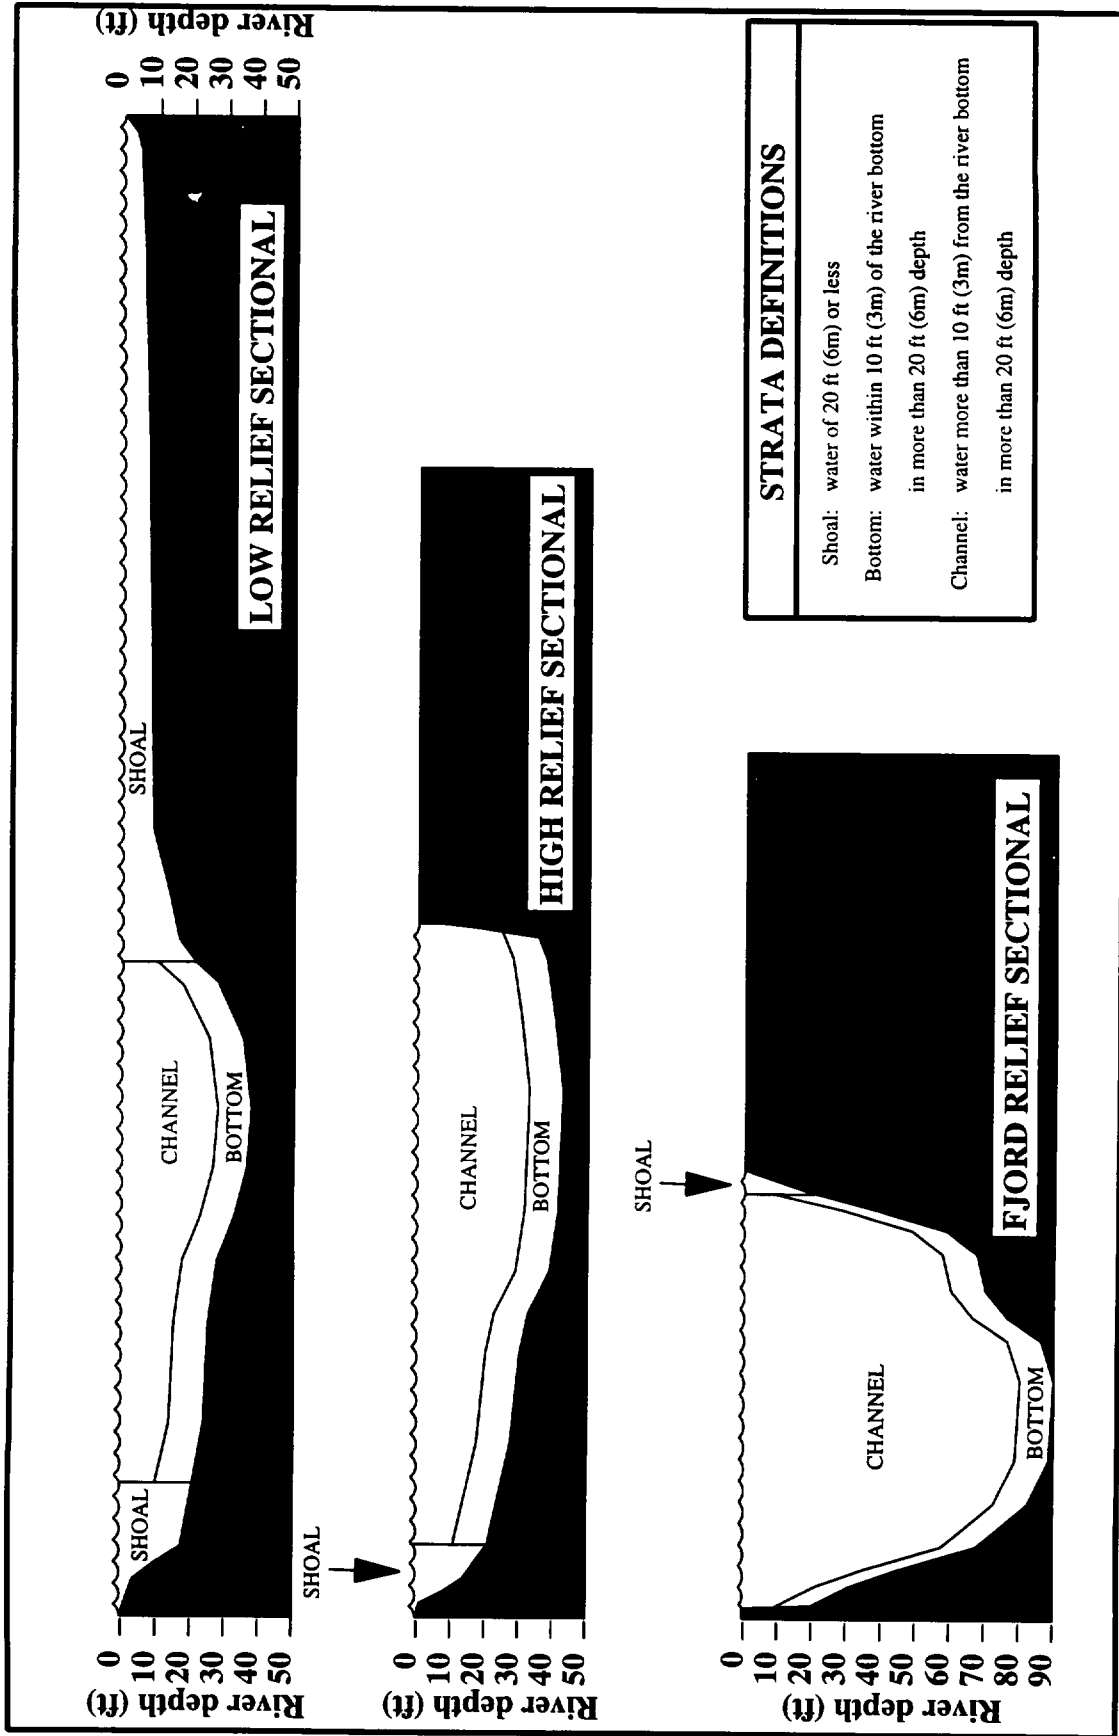 River depth (ft)
0
10
20
30
40
50
SHOAL
CHANNEL
BOTTOM
SHOAL
LOW RELIEF SECTIONAL
0
10
20
30
40
50
River depth (ft)
SHOAL
River depth (ft)
0
10
20
30
40
50
CHANNEL
BOTTOM
HIGH RELIEF SECTIONAL
SHOAL
River depth (ft)
0
10
20
30
40
50
60
70
80
90
CHANNEL
BOTTOM
FJORD RELIEF SECTIONAL
STRATA DEFINITIONS
Shoal: water of 20 ft (6m) or less
Bottom: water within 10 ft (3m) of the river bottom
in more than 20 ft (6m) depth
Channel: water more than 10 ft (3m) from the river bottom
in more than 20 ft (6m) depth